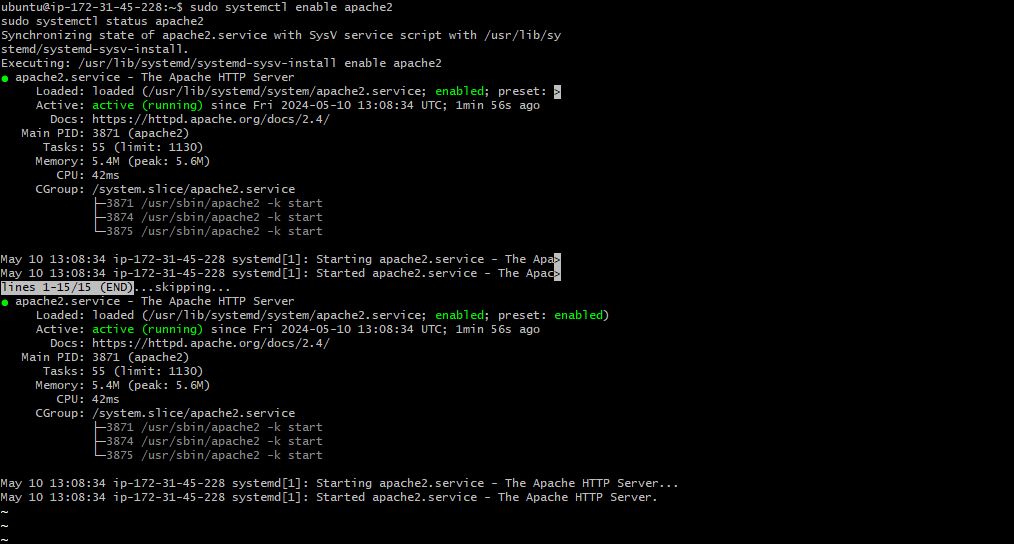 ubuntu@ip-172-31-45-228:~$ sudo systemctl enable apache2
sudo systemctl status apache2
Synchronizing state of apache2.service with SysV service script with /usr/lib/sy
stemd/systemd-sysv-install.
Executing: /usr/lib/systemd/systemd-sysv-install enable apache2
● apache2.service - The Apache HTTP Server
     Loaded: loaded (/usr/lib/systemd/system/apache2.service; enabled; preset: >
     Active: active (running) since Fri 2024-05-10 13:08:34 UTC; 1min 56s ago
       Docs: https://httpd.apache.org/docs/2.4/
   Main PID: 3871 (apache2)
      Tasks: 55 (limit: 1130)
     Memory: 5.4M (peak: 5.6M)
        CPU: 42ms
     CGroup: /system.slice/apache2.service
             ├─3871 /usr/sbin/apache2 -k start
             ├─3874 /usr/sbin/apache2 -k start
             └─3875 /usr/sbin/apache2 -k start

May 10 13:08:34 ip-172-31-45-228 systemd[1]: Starting apache2.service - The Apa>
May 10 13:08:34 ip-172-31-45-228 systemd[1]: Started apache2.service - The Apac>
lines 1-15/15 (END)...skipping...
● apache2.service - The Apache HTTP Server
     Loaded: loaded (/usr/lib/systemd/system/apache2.service; enabled; preset: enabled)
     Active: active (running) since Fri 2024-05-10 13:08:34 UTC; 1min 56s ago
       Docs: https://httpd.apache.org/docs/2.4/
   Main PID: 3871 (apache2)
      Tasks: 55 (limit: 1130)
     Memory: 5.4M (peak: 5.6M)
        CPU: 42ms
     CGroup: /system.slice/apache2.service
             ├─3871 /usr/sbin/apache2 -k start
             ├─3874 /usr/sbin/apache2 -k start
             └─3875 /usr/sbin/apache2 -k start

May 10 13:08:34 ip-172-31-45-228 systemd[1]: Starting apache2.service - The Apache HTTP Server...
May 10 13:08:34 ip-172-31-45-228 systemd[1]: Started apache2.service - The Apache HTTP Server.
~
~
~